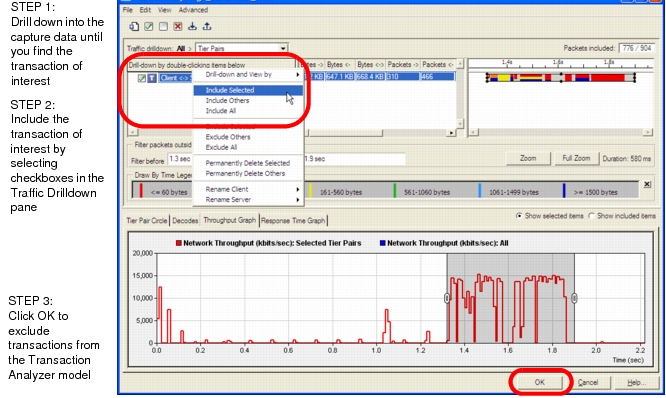 STEP 1:
Drill down into the
capture data until
you find the
transaction of
interest
STEP 2:
Include the
transaction of
interest by
selecting
checkboxes in the
Traffic Drilldown
pane
STEP 3:
Click OK to
exclude
transactions from
the Transaction
Analyzer model
File Edit View Advanced
Traffic drilldown: All > Tier Pairs
Packets included: 776 / 904
Drill-down by double-clicking items below
Bytes <- Bytes <-> Packets -> Packets <-
T Client <-> KB 647.1 KB 668.4 KB 310 466
1.4s 1.6s 1.8s
Drill-down and View by
Include Selected
Include Others
Include All
Exclude Others
Exclude All
Permanently Delete Selected
Permanently Delete Others
Rename Client
Rename Server
Filter packets outside
Filter before 1.3 sec 1.9 sec
Zoom Full Zoom Duration: 580 ms
Draw By Time Legend
<= 60 bytes 161-560 bytes 561-1060 bytes 1061-1499 bytes >= 1500 bytes
Tier Pair Circle Decodes Throughput Graph Response Time Graph
Show selected items Show included items
Network Throughput (kbits/sec): Selected Tier Pairs Network Throughput (kbits/sec): All
20,000
15,000
10,000
5,000
0
0.0 0.2 0.4 0.6 0.8 1.0 1.2 1.4 1.6 1.8 2.0 2.2
Time (sec)
OK Cancel Help...